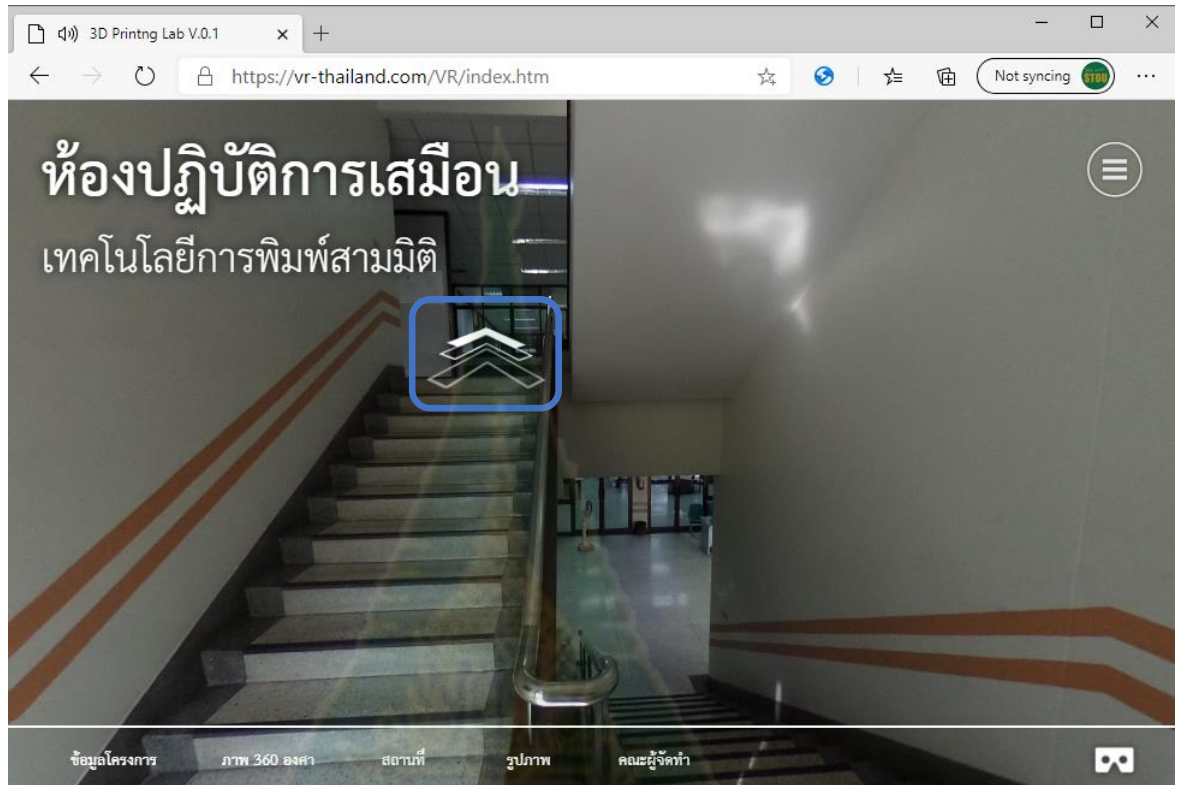 3D Printng Lab V.0.1
https://vr-thailand.com/VR/index.htm
Not syncing
STOU
ห้องปฏิบัติการเสมือน
เทคโนโลยีการพิมพ์สามมิติ
ข้อมูลโครงการ ภาพ 360 องศา สถานที่ รูปภาพ คณะผู้จัดทำ